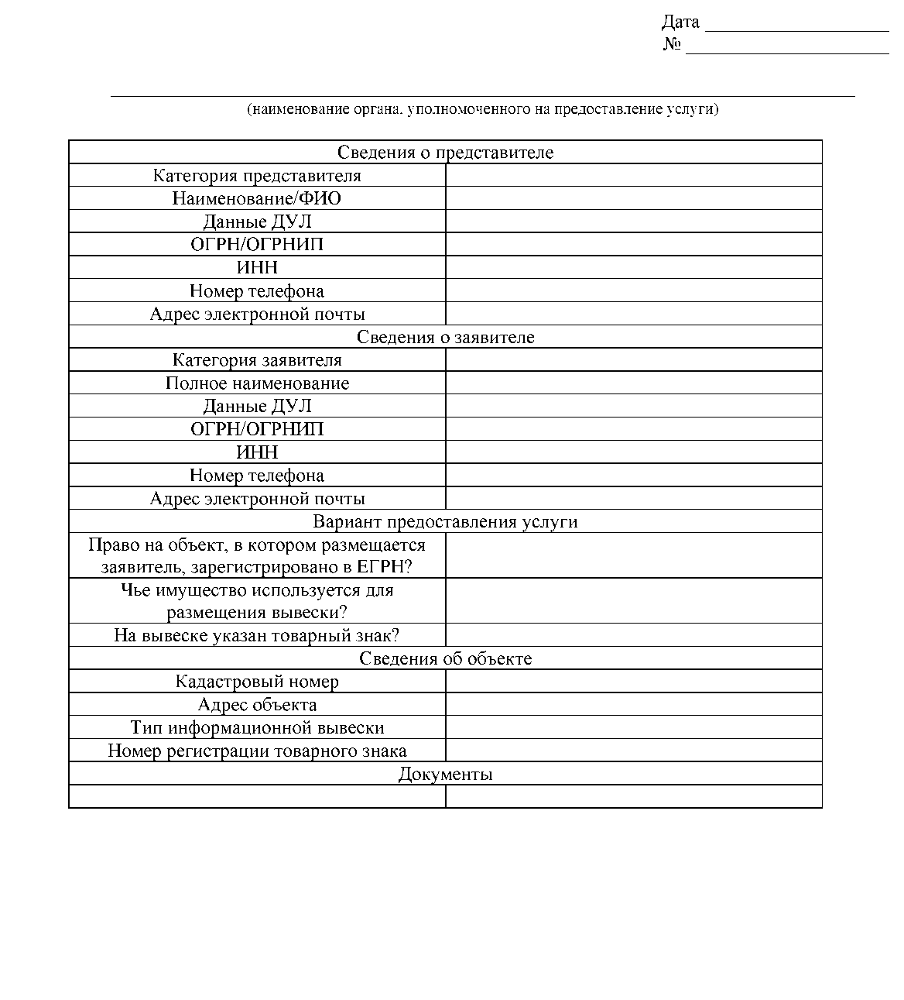 Дата ____________________
№ ______________________
(наименование органа, уполномоченного на предоставление услуги)
Сведения о представителе
Категория представителя
Наименование/ФИО
Данные ДУЛ
ОГРН/ОГРНИП
ИНН
Номер телефона
Адрес электронной почты
Сведения о заявителе
Категория заявителя
Полное наименование
Данные ДУЛ
ОГРН/ОГРНИП
ИНН
Номер телефона
Адрес электронной почты
Вариант предоставления услуги
Право на объект, в котором размещается
заявитель, зарегистрировано в ЕГРН?
Чье имущество используется для
размещения вывески?
На вывеске указан товарный знак?
Сведения об объекте
Кадастровый номер
Адрес объекта
Тип информационной вывески
Номер регистрации товарного знака
Документы